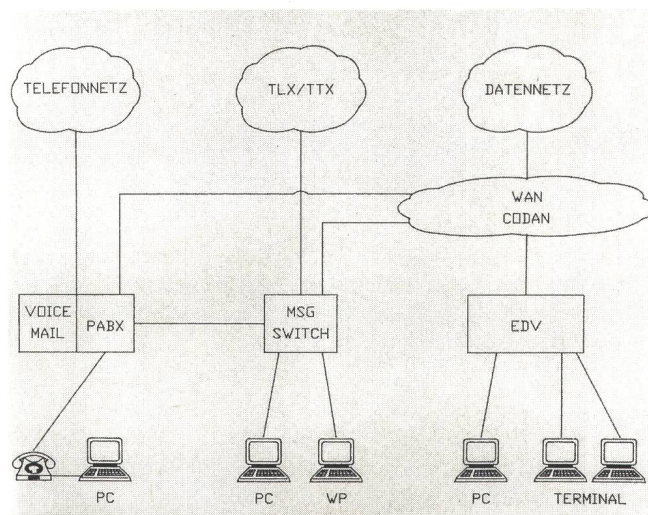 TELEFONNETZ
TLX/TTX
DATENNETZ
WAN
CODAN
VOICE
MAIL
PABX
MSG
SWITCH
EDV
PC
PC
WP
PC
TERMINAL